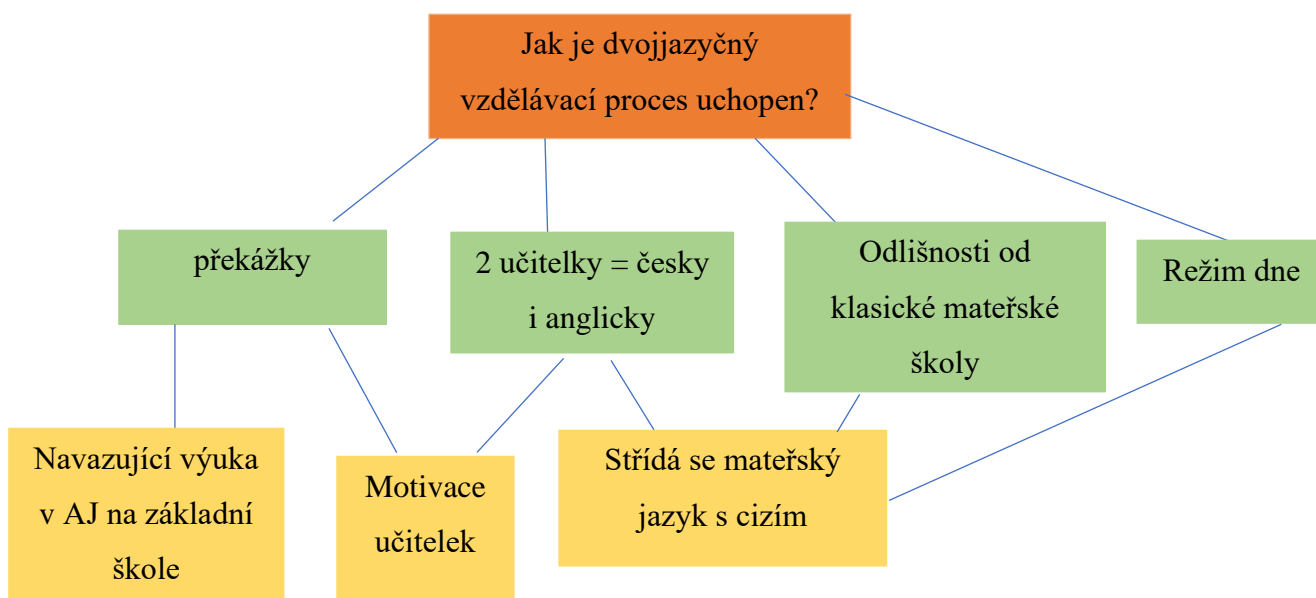 Jak je dvojjazyčný
vzdělávací proces uchopen?
překážky
2 učitelky = česky
i anglicky
Odlišnosti od
klasické mateřské
školy
Režim dne
Navazující výuka
v AJ na základní
škole
Motivace
učitelek
Střídá se mateřský
jazyk s cizím